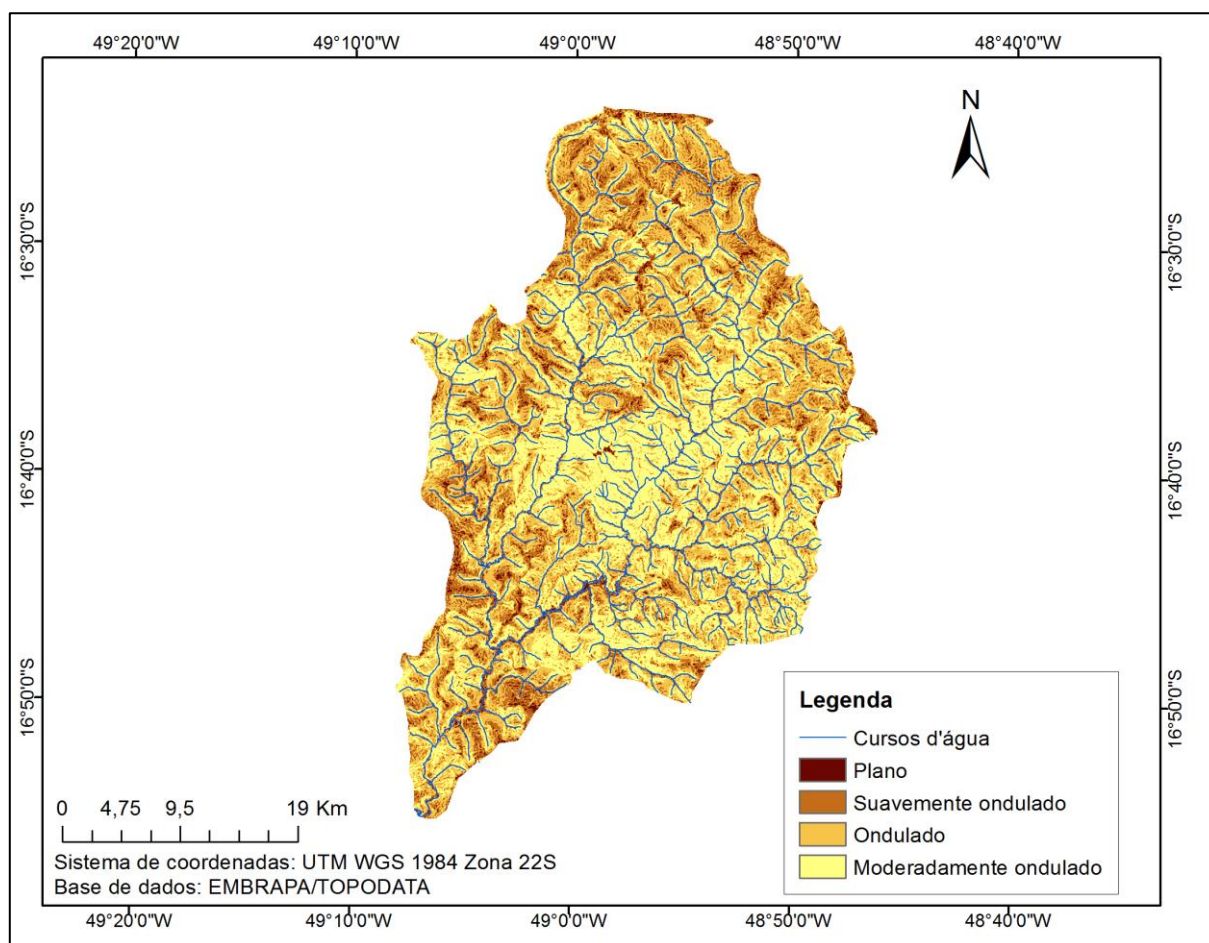 49°20'0"W 49°10'0"W 49°0'0"W 48°50'0"W 48°40'0"W
N
16°30'0"S 16°30'0"S
16°40'0"S 16°40'0"S
16°50'0"S 16°50'0"S
Legenda
Cursos d'água
Plano
Suavemente ondulado
Ondulado
Moderadamente ondulado
0 4,75 9,5 19 Km
Sistema de coordenadas: UTM WGS 1984 Zona 22S
Base de dados: EMBRAPA/TOPODATA
49°20'0"W 49°10'0"W 49°0'0"W 48°50'0"W 48°40'0"W